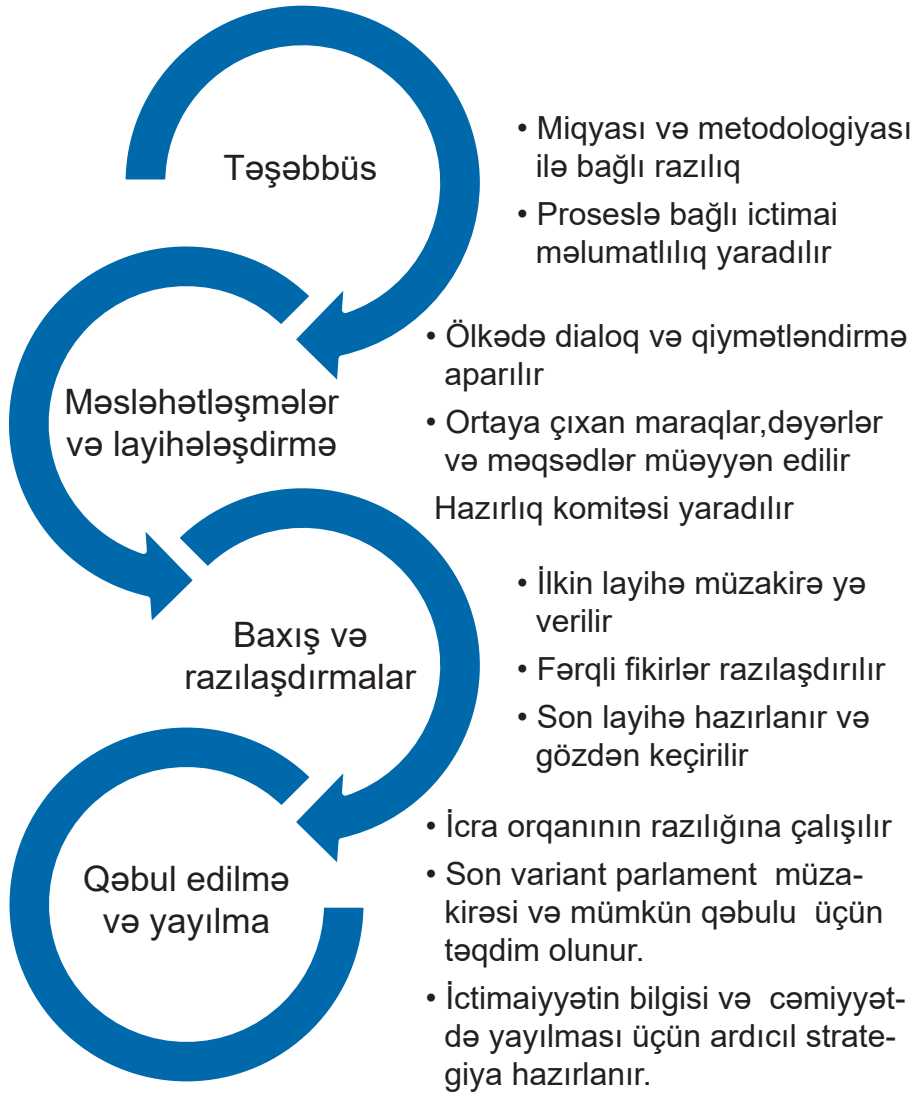 Təşəbbüs
• Miqyası və metodologiyası
ilə bağlı razılıq
• Proseslə bağlı ictimai
məlumatlılıq yaradılır
Məsləhətləşmələr
və layihələşdirmə
• Ölkədə dialoq və qiymətləndirmə
aparılır
• Ortaya çıxan maraqlar,dəyərlər
və məqsədlər müəyyən edilir
Hazırlıq komitəsi yaradılır
Baxış və
razılaşdırmalar
• İlkin layihə müzakirə yə
verilir
• Fərqli fikirlər razılaşdırılır
• Son layihə hazırlanır və
gözdən keçirilir
Qəbul edilmə
və yayılma
• İcra orqanının razılığına çalışılır
• Son variant parlament müza-
kirəsi və mümkün qəbulu üçün
təqdim olunur.
• İctimaiyyətin bilgisi və cəmiyyət-
də yayılması üçün ardıcıl strate-
giya hazırlanır.